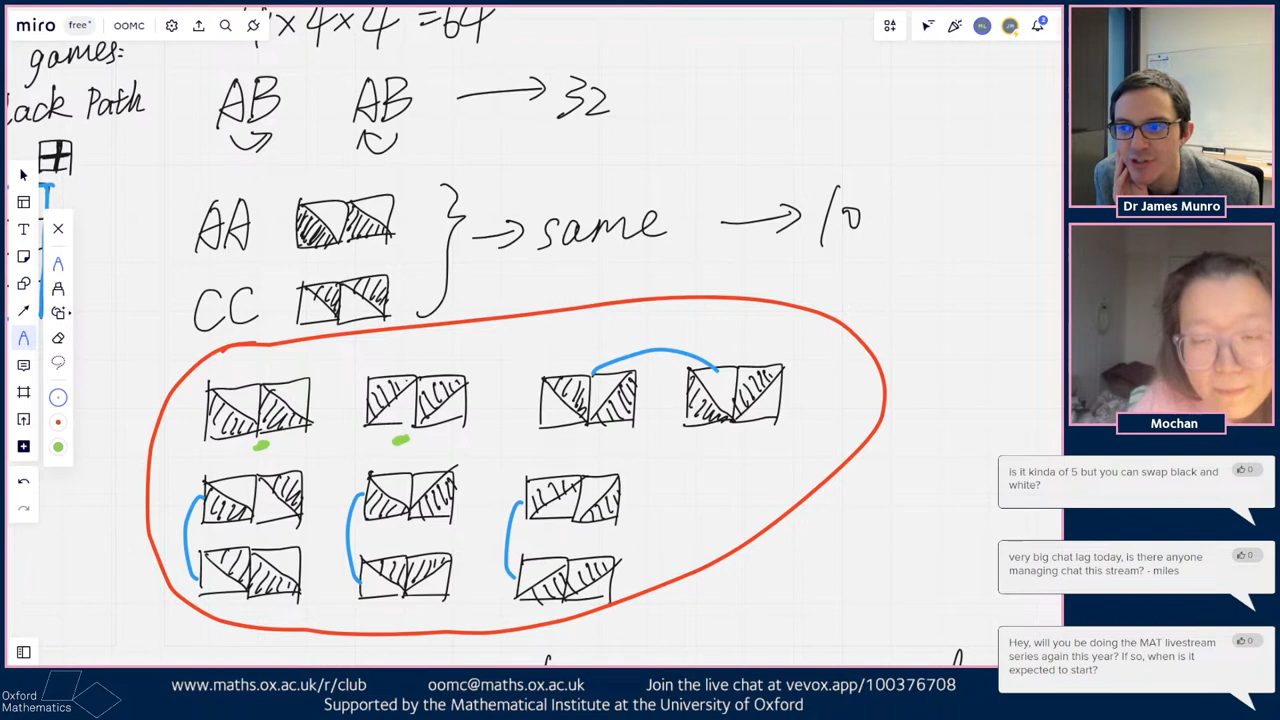 miro free OOMC
×4×4=64
games:
lack Path
AB AB → 32
AA
CC
→ same → 10
Dr James Munro
Mochan
is it kinda of 5 but you can swap black and
white?
0
very big chat lag today, is there anyone
managing chat this stream? - miles
0
Hey, will you be doing the MAT livestream
series again this year? If so, when is it
expected to start?
0
Oxford
Mathematics
www.maths.ox.ac.uk/r/club oomc@maths.ox.ac.uk Join the live chat at vevox.app/100376708
Supported by the Mathematical Institute at the University of Oxford